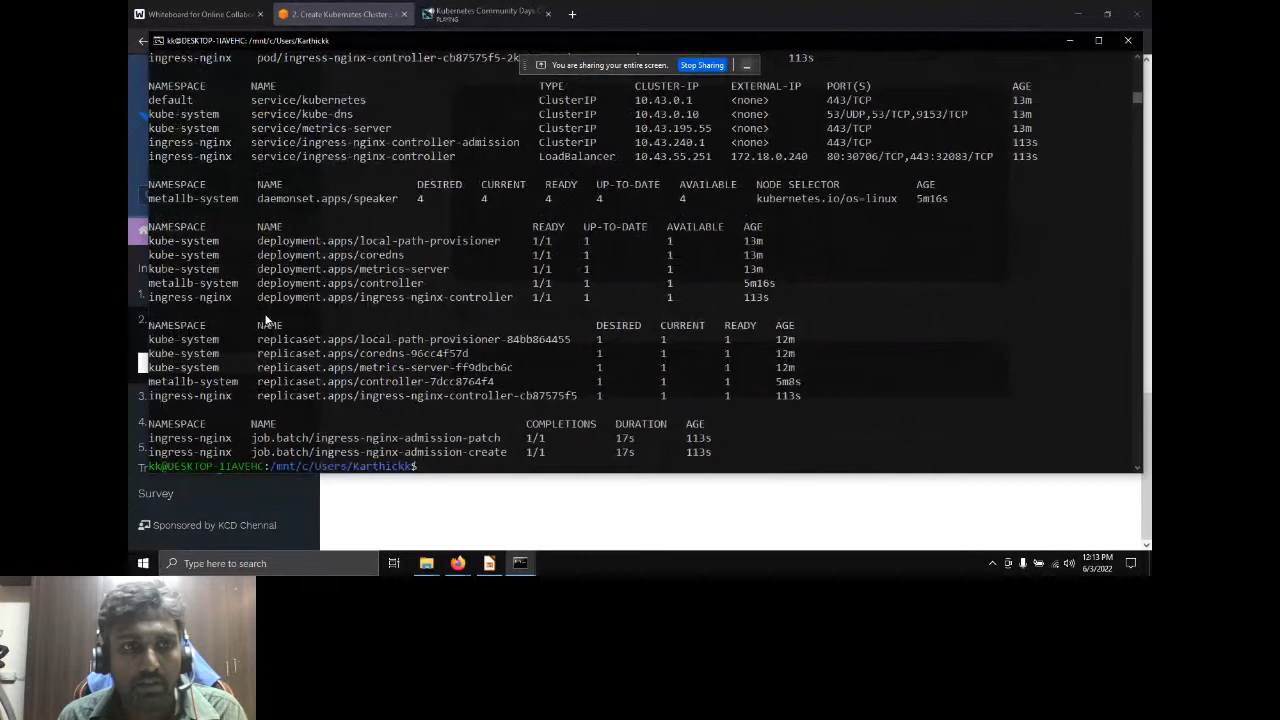 Whiteboard for Online Collabo
2. Create Kubernetes Cluster ::
Kubernetes Community Days C
PLAYING
kk@DESKTOP-1IAVEHC: /mnt/c/Users/Karthickk
ingress-nginx pod/ingress-nginx-controller-cb87575f5-2k 113s
You are sharing your entire screen. Stop Sharing
NAMESPACE NAME TYPE CLUSTER-IP EXTERNAL-IP PORT(S) AGE
default service/kubernetes ClusterIP 10.43.0.1 <none> 443/TCP 13m
kube-system service/kube-dns ClusterIP 10.43.0.10 <none> 53/UDP,53/TCP,9153/TCP 13m
kube-system service/metrics-server ClusterIP 10.43.195.55 <none> 443/TCP 13m
ingress-nginx service/ingress-nginx-controller-admission ClusterIP 10.43.240.1 <none> 443/TCP 113s
ingress-nginx service/ingress-nginx-controller LoadBalancer 10.43.55.251 172.18.0.240 80:30706/TCP,443:32083/TCP 113s
NAMESPACE NAME DESIRED CURRENT READY UP-TO-DATE AVAILABLE NODE SELECTOR AGE
metallb-system daemonset.apps/speaker 4 4 4 4 4 kubernetes.io/os=linux 5m16s
NAMESPACE NAME READY UP-TO-DATE AVAILABLE AGE
kube-system deployment.apps/local-path-provisioner 1/1 1 1 13m
kube-system deployment.apps/coredns 1/1 1 1 13m
kube-system deployment.apps/metrics-server 1/1 1 1 13m
metallb-system deployment.apps/controller 1/1 1 1 5m16s
ingress-nginx deployment.apps/ingress-nginx-controller 1/1 1 1 113s
NAMESPACE NAME DESIRED CURRENT READY AGE
kube-system replicaset.apps/local-path-provisioner-84bb864455 1 1 1 12m
kube-system replicaset.apps/coredns-96cc4f57d 1 1 1 12m
kube-system replicaset.apps/metrics-server-ff9dbcb6c 1 1 1 12m
metallb-system replicaset.apps/controller-7dcc8764f4 1 1 1 5m8s
ingress-nginx replicaset.apps/ingress-nginx-controller-cb87575f5 1 1 1 113s
NAMESPACE NAME COMPLETIONS DURATION AGE
ingress-nginx job.batch/ingress-nginx-admission-patch 1/1 17s 113s
ingress-nginx job.batch/ingress-nginx-admission-create 1/1 17s 113s
kk@DESKTOP-1IAVEHC:/mnt/c/Users/Karthickk$
In
1.
2.
3.
4.
5.
Survey
Sponsored by KCD Chennai
Type here to search
12:13 PM
6/3/2022